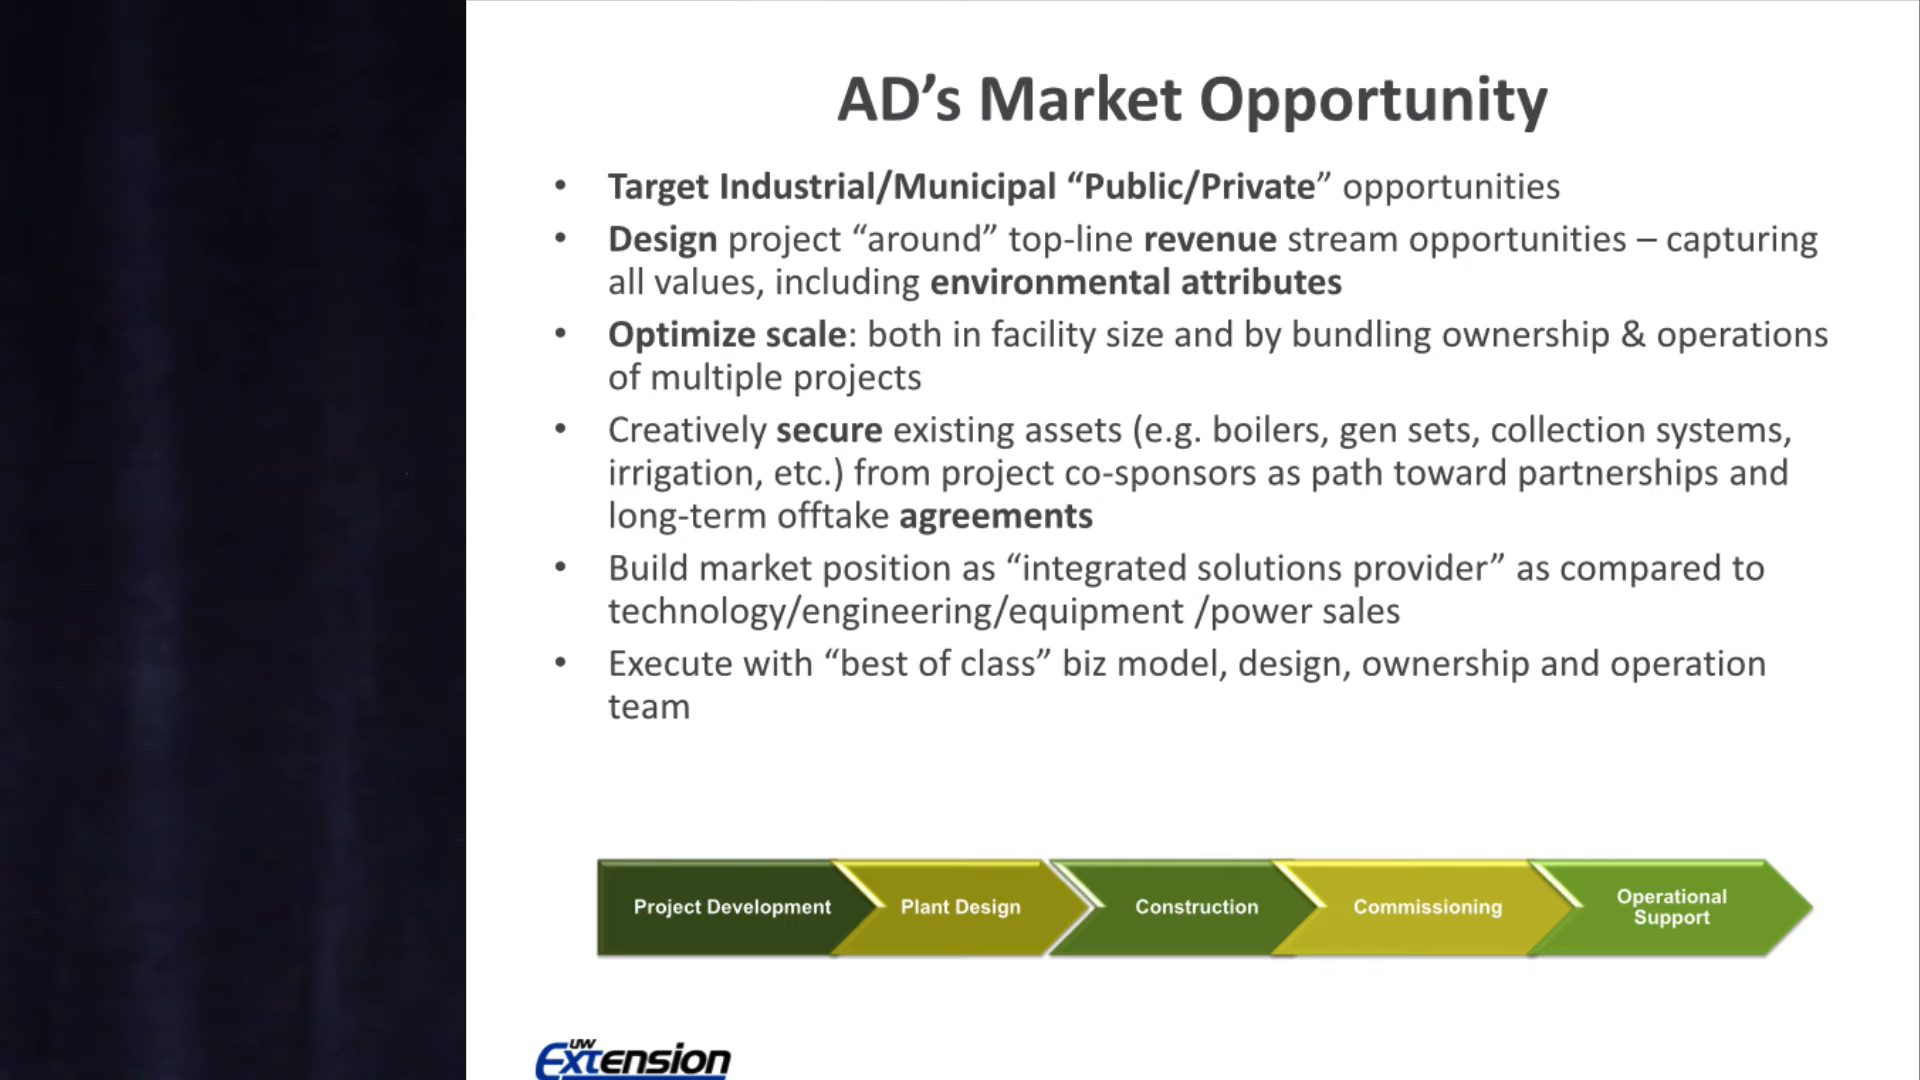 AD’s Market Opportunity
• Target Industrial/Municipal “Public/Private” opportunities
• Design project “around” top-line revenue stream opportunities – capturing
all values, including environmental attributes
• Optimize scale: both in facility size and by bundling ownership & operations
of multiple projects
• Creatively secure existing assets (e.g. boilers, gen sets, collection systems,
irrigation, etc.) from project co-sponsors as path toward partnerships and
long-term offtake agreements
• Build market position as “integrated solutions provider” as compared to
technology/engineering/equipment /power sales
• Execute with “best of class” biz model, design, ownership and operation
team
Project Development
Plant Design
Construction
Commissioning
Operational
Support
UW
Extension